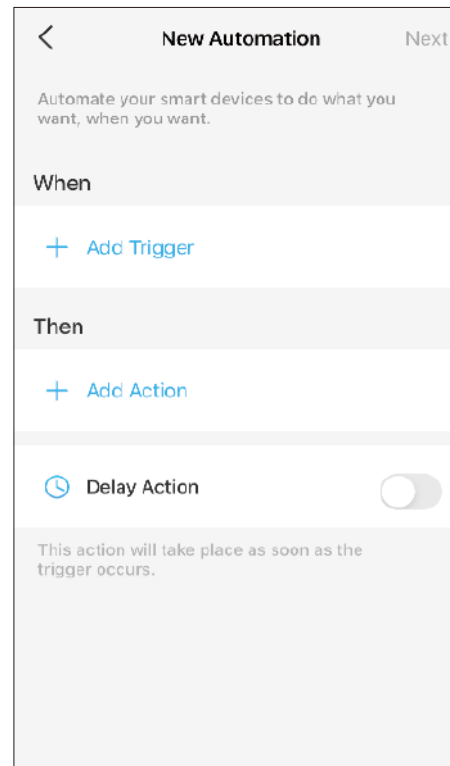 New Automation Next
Automate your smart devices to do what you
want, when you want.
When
Add Trigger
Then
Add Action
Delay Action
This action will take place as soon as the
trigger occurs.